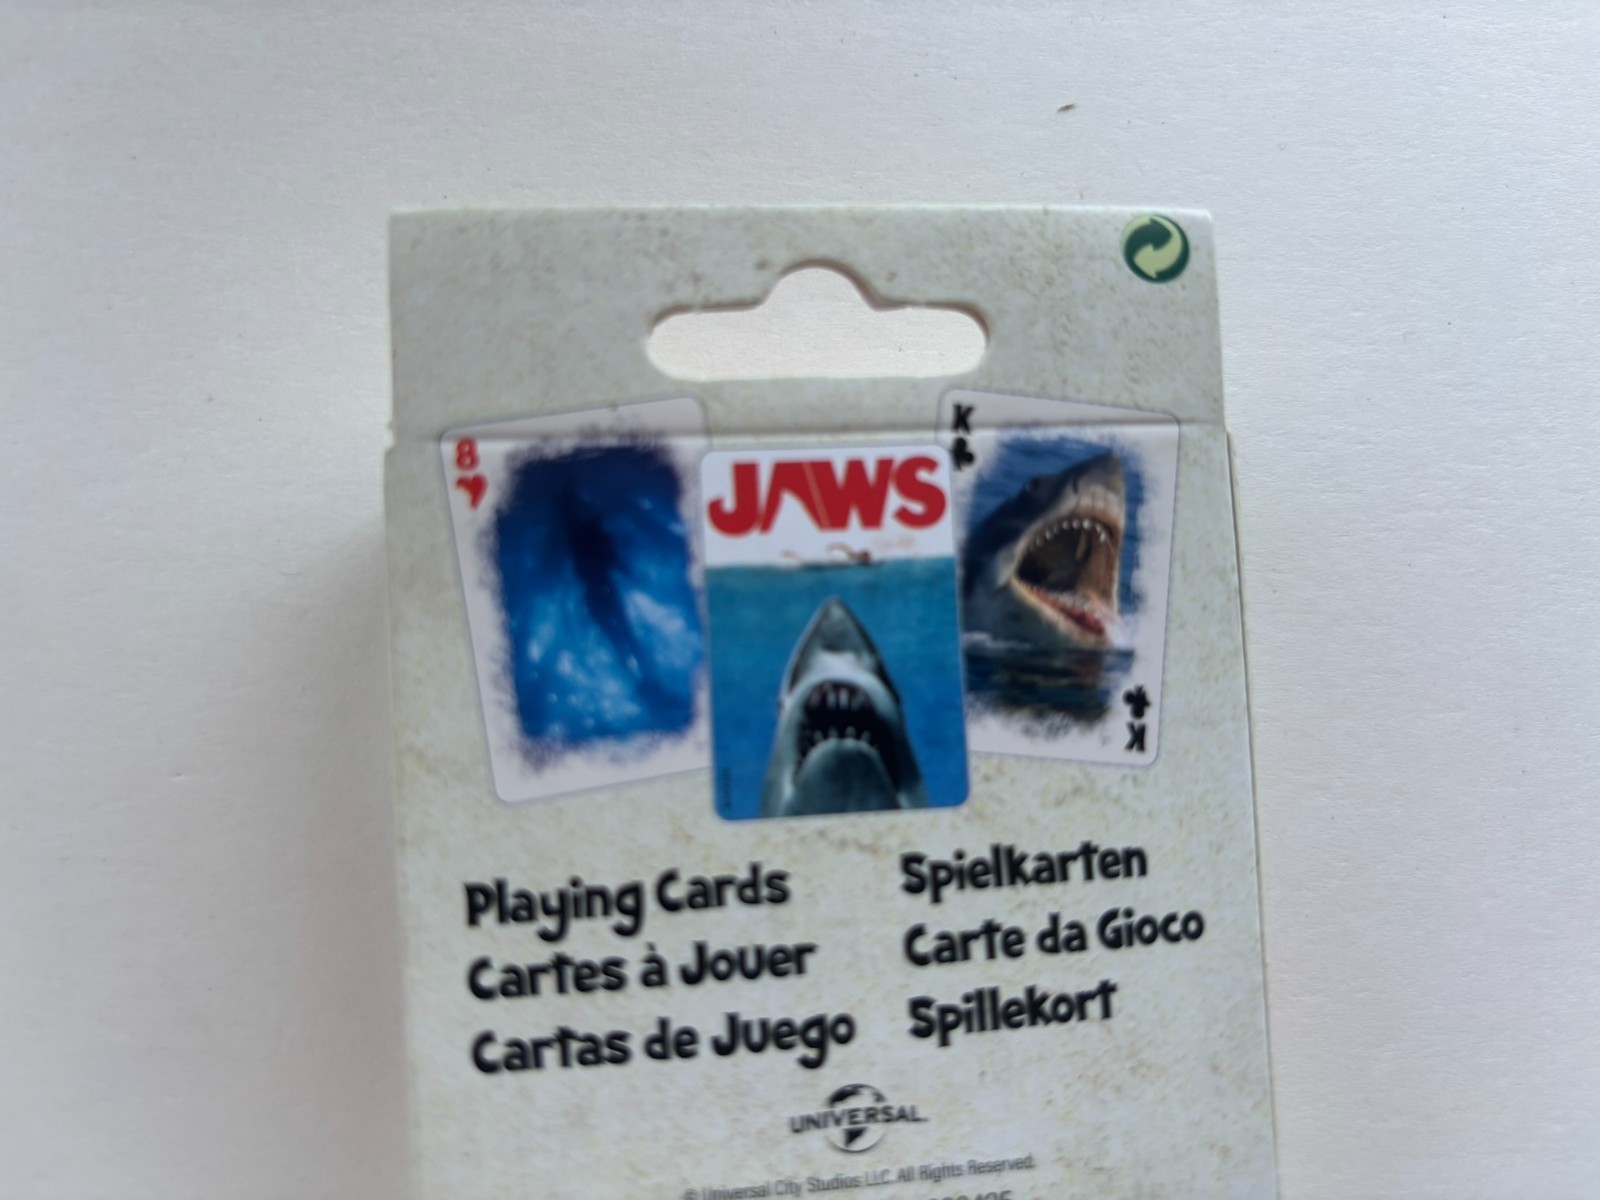 8
K
JAWS
K
Playing Cards
Cartes à Jouer
Cartas de Juego
Spielkarten
Carte da Gioco
Spillekort
UNIVERSAL
© Universal City Studios LLC. All Rights Reserved.